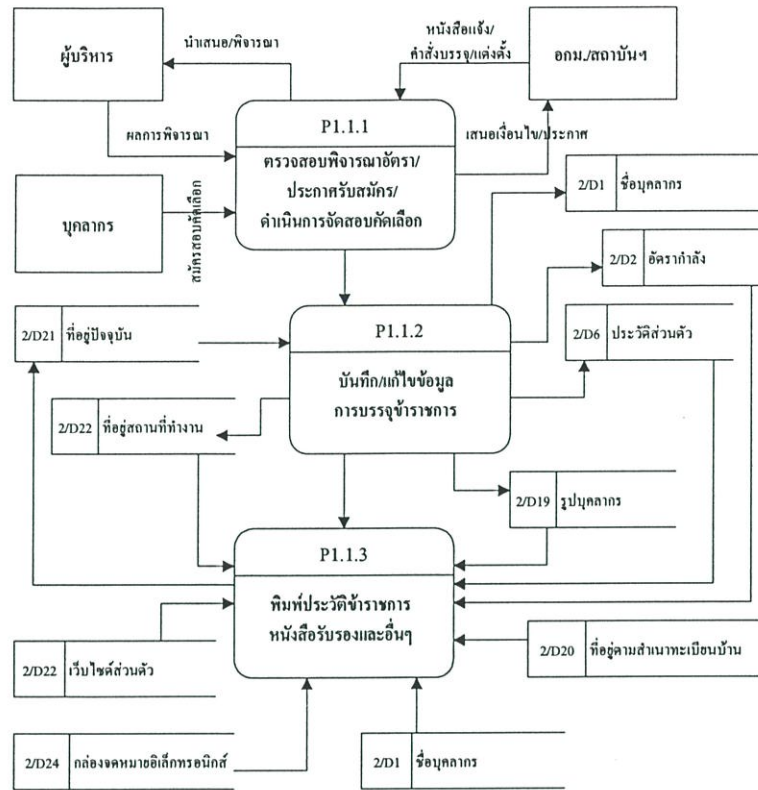 ผู้บริหาร
นำเสนอ/พิจารณา
หนังสือแจ้ง/
คำสั่งบรรจุ/แต่งตั้ง
อกม./สถาบันฯ
ผลการพิจารณา
P1.1.1
ตรวจสอบพิจารณาอัตรา/
ประกาศรับสมัคร/
ดำเนินการจัดสอบคัดเลือก
เสนอเงื่อนไข/ประกาศ
บุคลากร
สมัครสอบคัดเลือก
2/D1 ชื่อบุคลากร
2/D2 อัตรากำลัง
2/D21 ที่อยู่ปัจจุบัน
P1.1.2
บันทึก/แก้ไขข้อมูล
การบรรจุข้าราชการ
2/D6 ประวัติส่วนตัว
2/D22 ที่อยู่สถานที่ทำงาน
2/D19 รูปบุคลากร
P1.1.3
พิมพ์ประวัติข้าราชการ
หนังสือรับรองและอื่นๆ
2/D22 เว็บไซต์ส่วนตัว
2/D20 ที่อยู่ตามสำเนาทะเบียนบ้าน
2/D24 กล่องจดหมายอิเล็กทรอนิกส์
2/D1 ชื่อบุคลากร